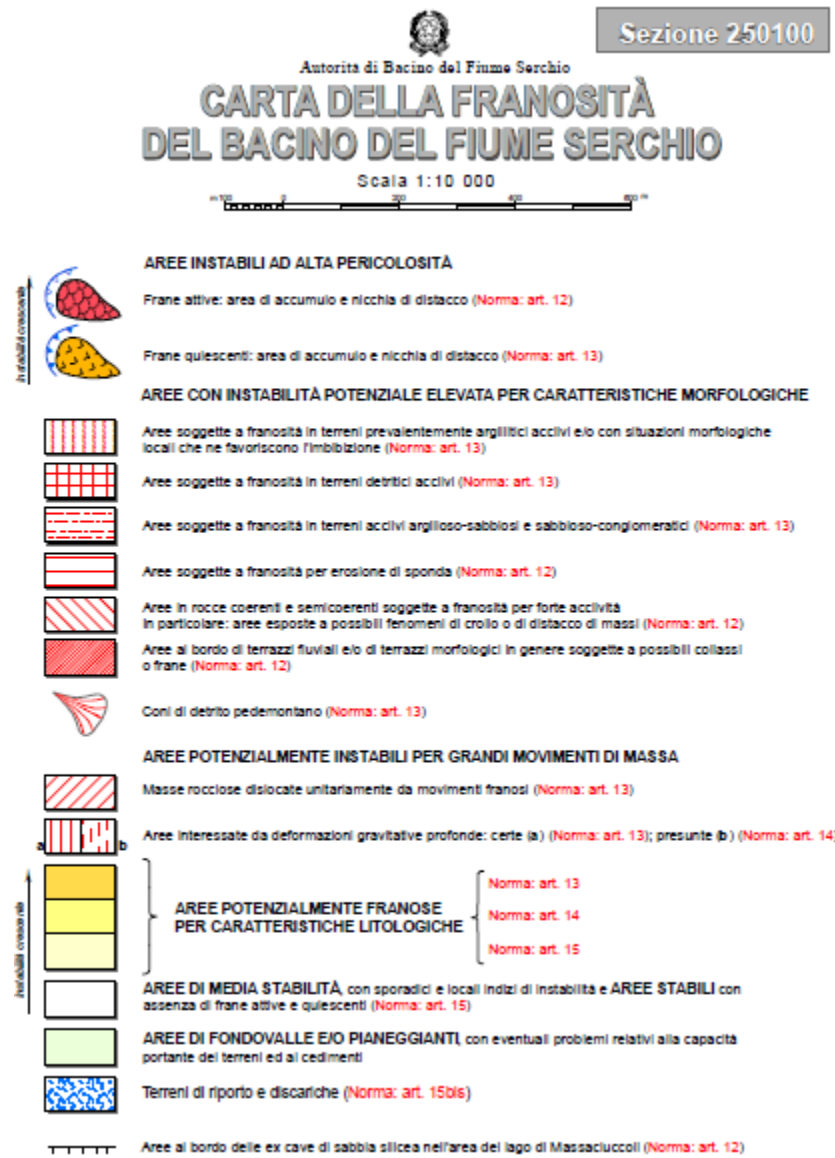 Sezione 250100
Autorità di Bacino del Fiume Serchio
CARTA DELLA FRANOSITÀ
DEL BACINO DEL FIUME SERCHIO
Scala 1:10 000
m 100 0 200 400 600 m
AREE INSTABILI AD ALTA PERICOLOSITÀ
Instabilità crescente
Frane attive: area di accumulo e nicchia di distacco (Norma: art. 12)
Frane quiescenti: area di accumulo e nicchia di distacco (Norma: art. 13)
AREE CON INSTABILITÀ POTENZIALE ELEVATA PER CARATTERISTICHE MORFOLOGICHE
Aree soggette a franosità in terreni prevalentemente argillitici acclivi e/o con situazioni morfologiche
locali che ne favoriscono l'imbibizione (Norma: art. 13)
Aree soggette a franosità in terreni detritici acclivi (Norma: art. 13)
Aree soggette a franosità in terreni acclivi argilloso-sabbiosi e sabbioso-conglomeratici (Norma: art. 13)
Aree soggette a franosità per erosione di sponda (Norma: art. 12)
Aree in rocce coerenti e semicoerenti soggette a franosità per forte acclività
In particolare: aree esposte a possibili fenomeni di crollo o di distacco di massi (Norma: art. 12)
Aree al bordo di terrazzi fluviali e/o di terrazzi morfologici in genere soggette a possibili collassi
o frane (Norma: art. 12)
Coni di detrito pedemontano (Norma: art. 13)
AREE POTENZIALMENTE INSTABILI PER GRANDI MOVIMENTI DI MASSA
Masse rocciose dislocate unitariamente da movimenti franosi (Norma: art. 13)
a b Aree interessate da deformazioni gravitative profonde: certe (a) (Norma: art. 13); presunte (b) (Norma: art. 14)
Instabilità crescente
AREE POTENZIALMENTE FRANOSE
PER CARATTERISTICHE LITOLOGICHE
Norma: art. 13
Norma: art. 14
Norma: art. 15
AREE DI MEDIA STABILITÀ, con sporadici e locali indizi di instabilità e AREE STABILI con
assenza di frane attive e quiescenti (Norma: art. 15)
AREE DI FONDOVALLE E/O PIANEGGIANTI, con eventuali problemi relativi alla capacità
portante dei terreni ed ai cedimenti
Terreni di riporto e discariche (Norma: art. 15bis)
Aree al bordo delle ex cave di sabbia silicea nell'area del lago di Massaciuccoli (Norma: art. 12)